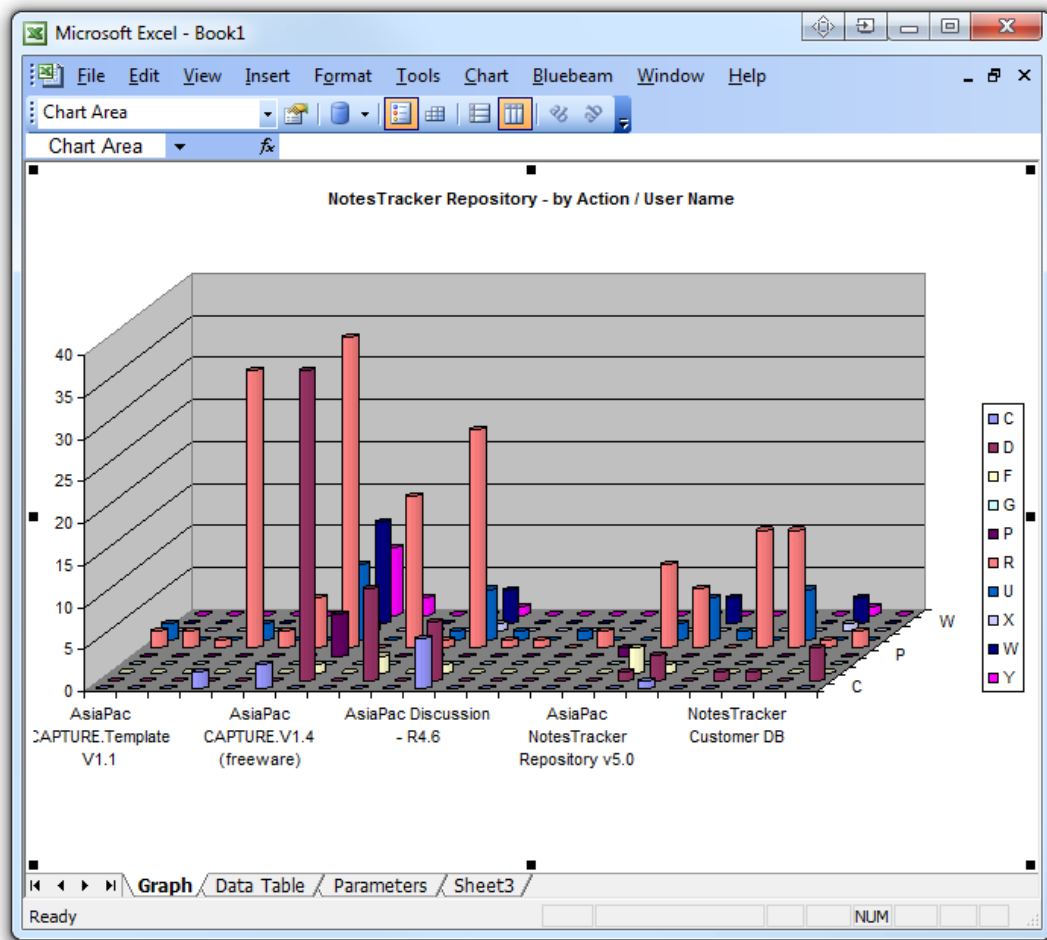 Microsoft Excel - Book1
File Edit View Insert Format Tools Chart Bluebeam Window Help
Chart Area
Chart Area fx
NotesTracker Repository - by Action / User Name
40
35
30
25
20
15
10
5
0
W
P
C
C
D
F
G
P
R
U
X
W
Y
AsiaPac
CAPTURE.Template
V1.1
AsiaPac
CAPTURE.V1.4
(freeware)
AsiaPac Discussion
- R4.6
AsiaPac
NotesTracker
Repository v5.0
NotesTracker
Customer DB
Graph Data Table Parameters Sheet3
Ready NUM